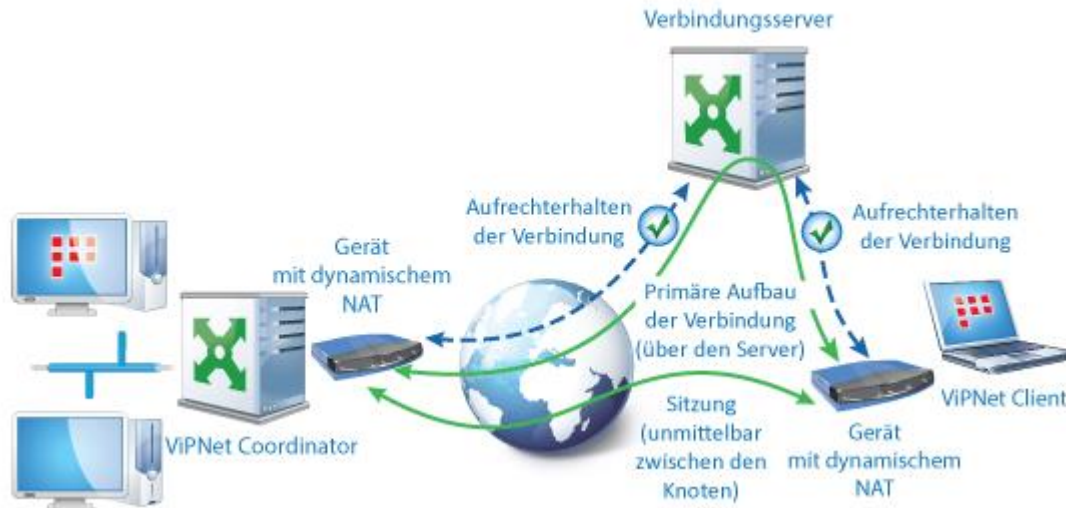 Verbindungsserver
Aufrechterhalten
der Verbindung
Aufrechterhalten
der Verbindung
Gerät
mit dynamischem
NAT
Primäre Aufbau
der Verbindung
(über den Server)
ViPNet Coordinator
Sitzung
(unmittelbar
zwischen den
Knoten)
ViPNet Client
Gerät
mit dynamischem
NAT